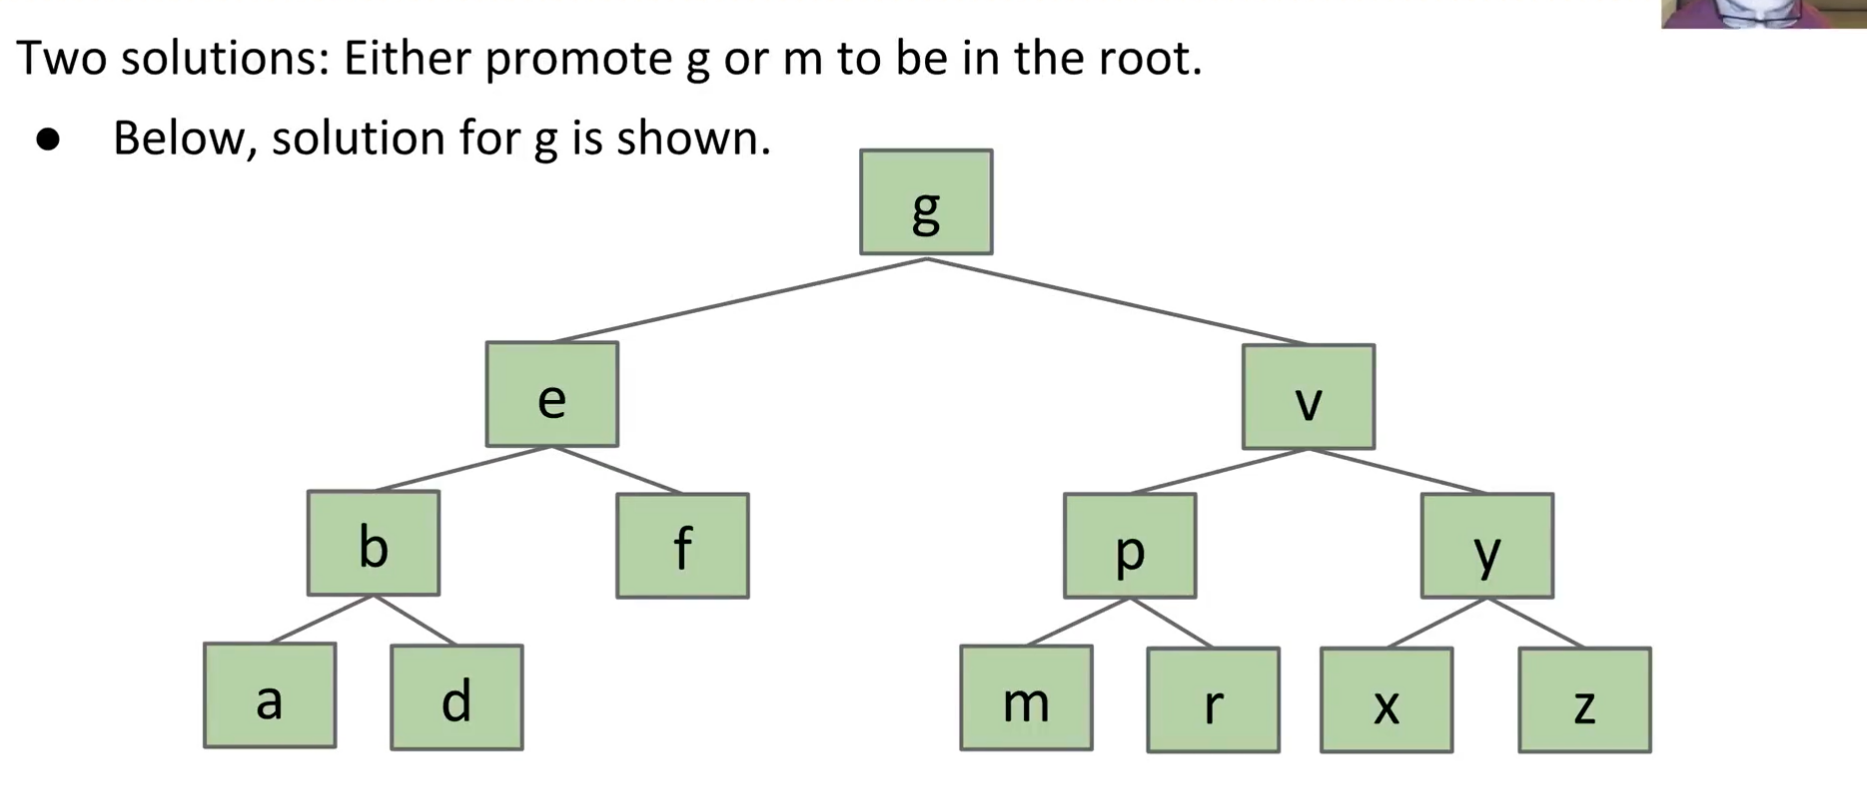 Two solutions: Either promote g or m to be in the root.
● Below, solution for g is shown.
g
e
v
b
f
p
y
a
d
m
r
x
z